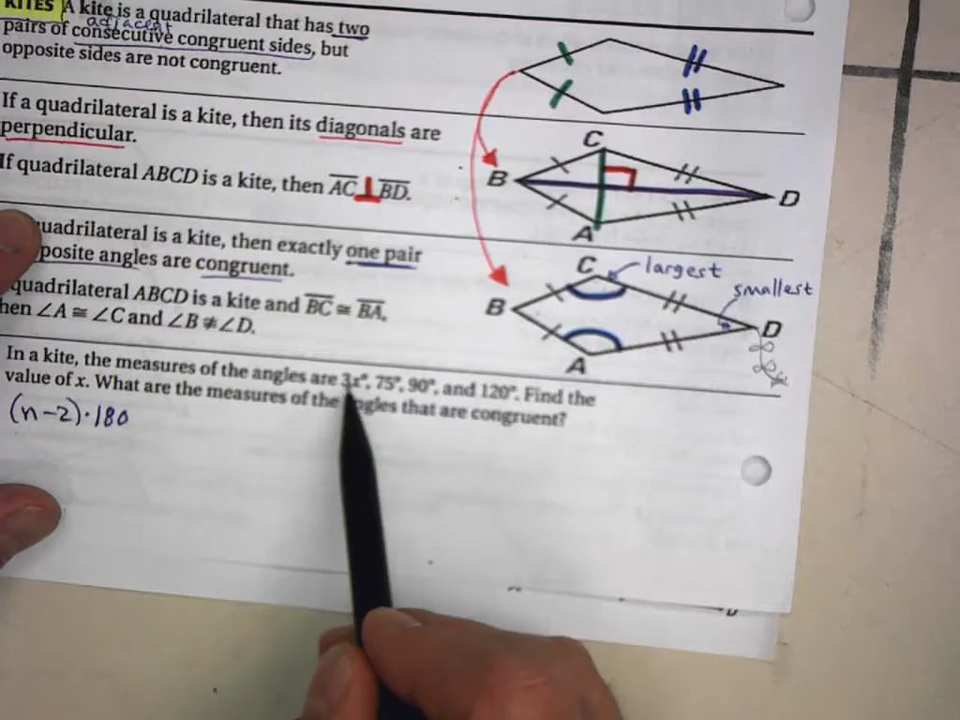 KITES A kite is a quadrilateral that has two
adjacent
pairs of consecutive congruent sides, but
opposite sides are not congruent.
If a quadrilateral is a kite, then its diagonals are
perpendicular.
If quadrilateral ABCD is a kite, then AC⊥BD.
C
B
D
A
quadrilateral is a kite, then exactly one pair
opposite angles are congruent.
quadrilateral ABCD is a kite and BC ≅ BA,
then ∠A ≅ ∠C and ∠B ≇ ∠D.
C
largest
smallest
B
D
A
In a kite, the measures of the angles are 3x°, 75°, 90°, and 120°. Find the
value of x. What are the measures of the angles that are congruent?
(n-2)·180